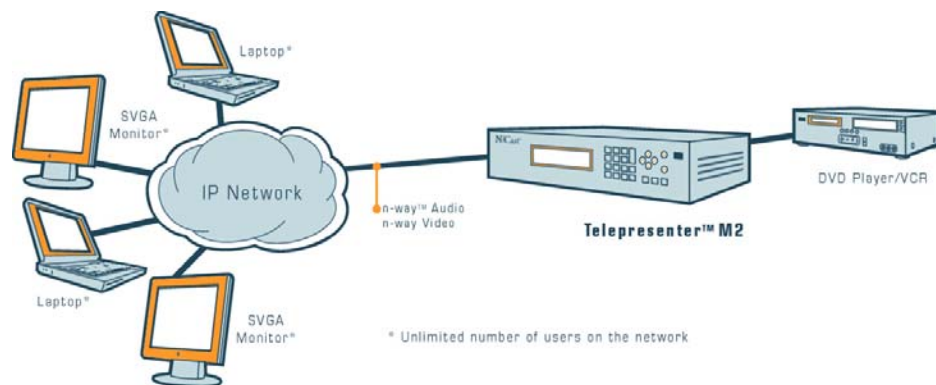 Laptop*
SVGA
Monitor*
IP Network
n-way™ Audio
n-way Video
NCast
DVD Player/VCR
Telepresenter™ M2
Laptop*
SVGA
Monitor*
* Unlimited number of users on the network